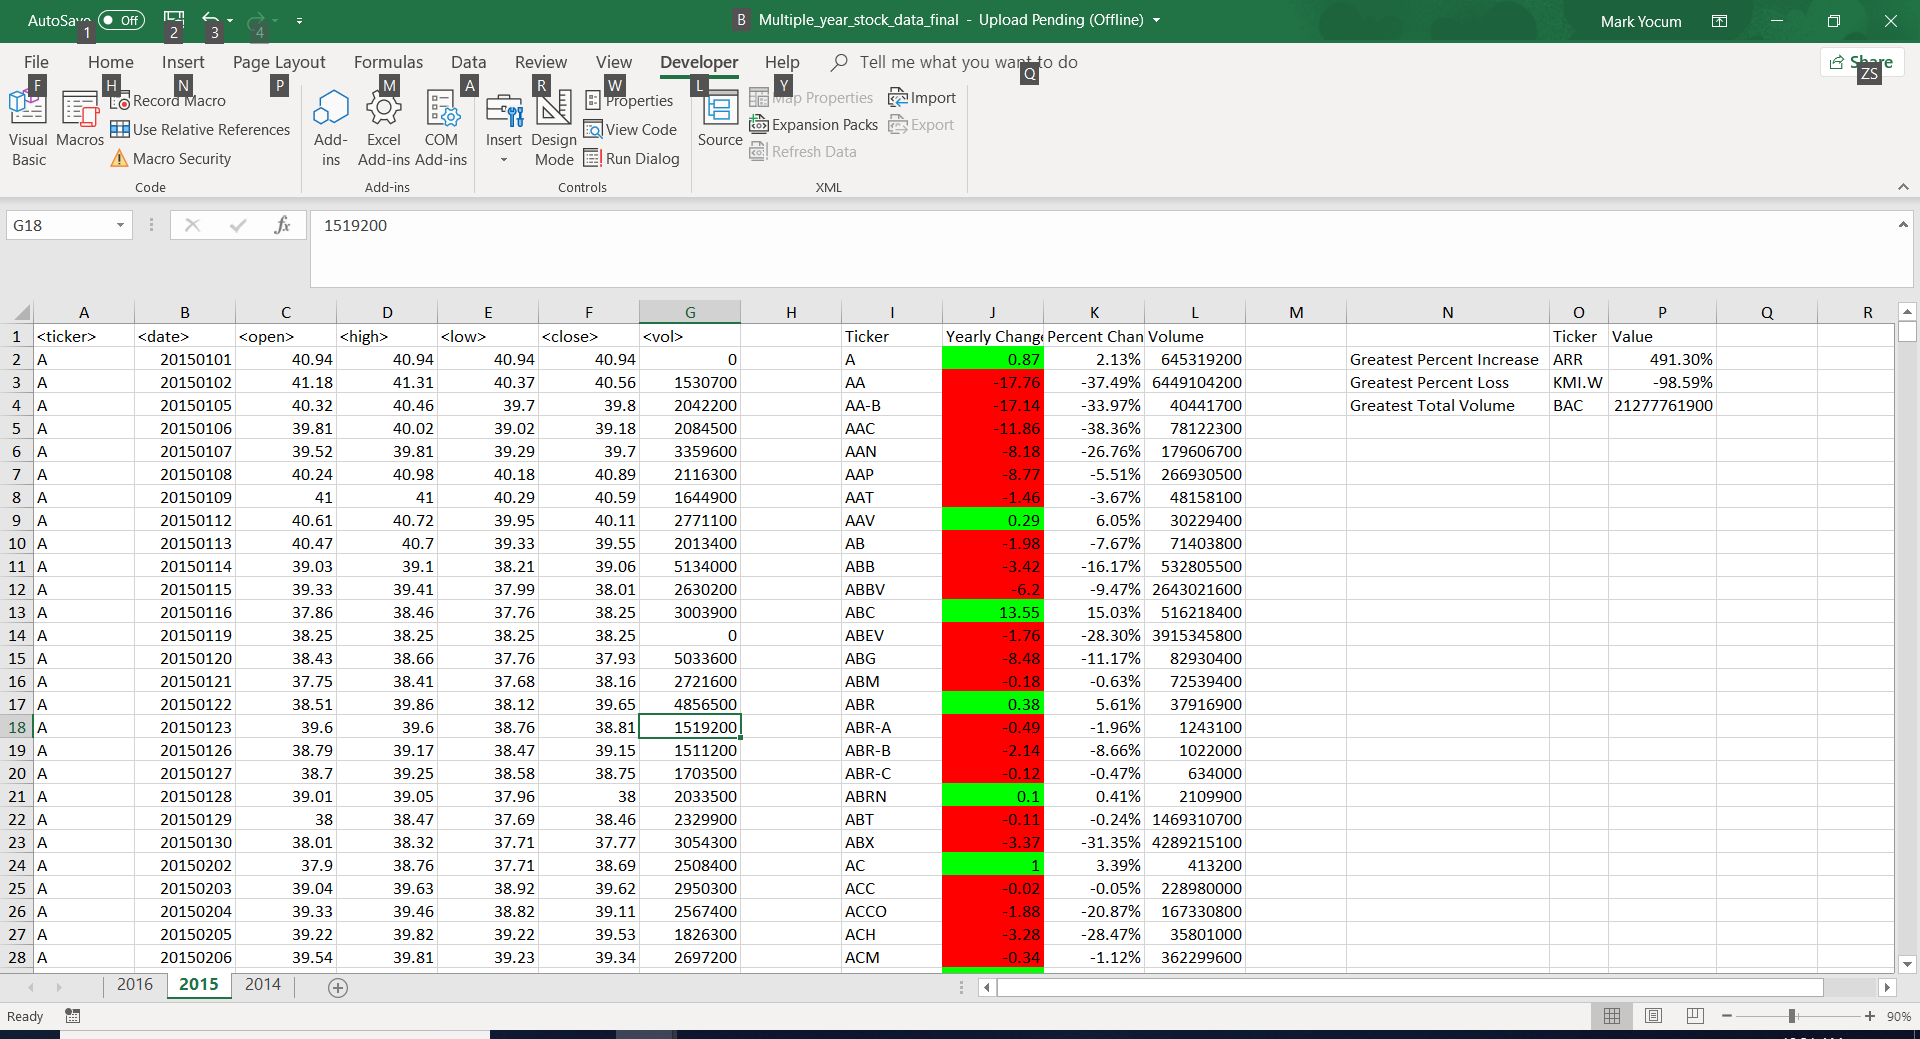 AutoSave Off 1 2 3 4 B Multiple_year_stock_data_final - Upload Pending (Offline) Mark Yocum
File Home Insert Page Layout Formulas Data Review View Developer Help Tell me what you want to do Share
F H N P M A R W L Y Q ZS
Visual Basic
Macros
Record Macro
Use Relative References
Macro Security
Code
Add-ins
Excel Add-ins
COM Add-ins
Add-ins
Insert
Design Mode
Properties
View Code
Run Dialog
Controls
Source
Map Properties
Expansion Packs
Refresh Data
Import
Export
XML
G18 fx 1519200
A B C D E F G H I J K L M N O P Q R
1 <ticker> <date> <open> <high> <low> <close> <vol> Ticker Yearly Change Percent Chan Volume Ticker Value
2 A 20150101 40.94 40.94 40.94 40.94 0 A 0.87 2.13% 645319200 Greatest Percent Increase ARR 491.30%
3 A 20150102 41.18 41.31 40.37 40.56 1530700 AA -17.76 -37.49% 6449104200 Greatest Percent Loss KMI.W -98.59%
4 A 20150105 40.32 40.46 39.7 39.8 2042200 AA-B -17.14 -33.97% 40441700 Greatest Total Volume BAC 21277761900
5 A 20150106 39.81 40.02 39.02 39.18 2084500 AAC -11.86 -38.36% 78122300
6 A 20150107 39.52 39.81 39.29 39.7 3359600 AAN -8.18 -26.76% 179606700
7 A 20150108 40.24 40.98 40.18 40.89 2116300 AAP -8.77 -5.51% 266930500
8 A 20150109 41 41 40.29 40.59 1644900 AAT -1.46 -3.67% 48158100
9 A 20150112 40.61 40.72 39.95 40.11 2771100 AAV 0.29 6.05% 30229400
10 A 20150113 40.47 40.7 39.33 39.55 2013400 AB -1.98 -7.67% 71403800
11 A 20150114 39.03 39.1 38.21 39.06 5134000 ABB -3.42 -16.17% 532805500
12 A 20150115 39.33 39.41 37.99 38.01 2630200 ABBV -6.2 -9.47% 2643021600
13 A 20150116 37.86 38.46 37.76 38.25 3003900 ABC 13.55 15.03% 516218400
14 A 20150119 38.25 38.25 38.25 38.25 0 ABEV -1.76 -28.30% 3915345800
15 A 20150120 38.43 38.66 37.76 37.93 5033600 ABG -8.48 -11.17% 82930400
16 A 20150121 37.75 38.41 37.68 38.16 2721600 ABM -0.18 -0.63% 72539400
17 A 20150122 38.51 39.86 38.12 39.65 4856500 ABR 0.38 5.61% 37916900
18 A 20150123 39.6 39.6 38.76 38.81 1519200 ABR-A -0.49 -1.96% 1243100
19 A 20150126 38.79 39.17 38.47 39.15 1511200 ABR-B -2.14 -8.66% 1022000
20 A 20150127 38.7 39.25 38.58 38.75 1703500 ABR-C -0.12 -0.47% 634000
21 A 20150128 39.01 39.05 37.96 38 2033500 ABRN 0.1 0.41% 2109900
22 A 20150129 38 38.47 37.69 38.46 2329900 ABT -0.11 -0.24% 1469310700
23 A 20150130 38.01 38.32 37.71 37.77 3054300 ABX -3.37 -31.35% 4289215100
24 A 20150202 37.9 38.76 37.71 38.69 2508400 AC 1 3.39% 413200
25 A 20150203 39.04 39.63 38.92 39.62 2950300 ACC -0.02 -0.05% 228980000
26 A 20150204 39.33 39.46 38.82 39.11 2567400 ACCO -1.88 -20.87% 167330800
27 A 20150205 39.22 39.82 39.22 39.53 1826300 ACH -3.28 -28.47% 35801000
28 A 20150206 39.54 39.81 39.23 39.34 2697200 ACM -0.34 -1.12% 362299600
2016 2015 2014
Ready 90%